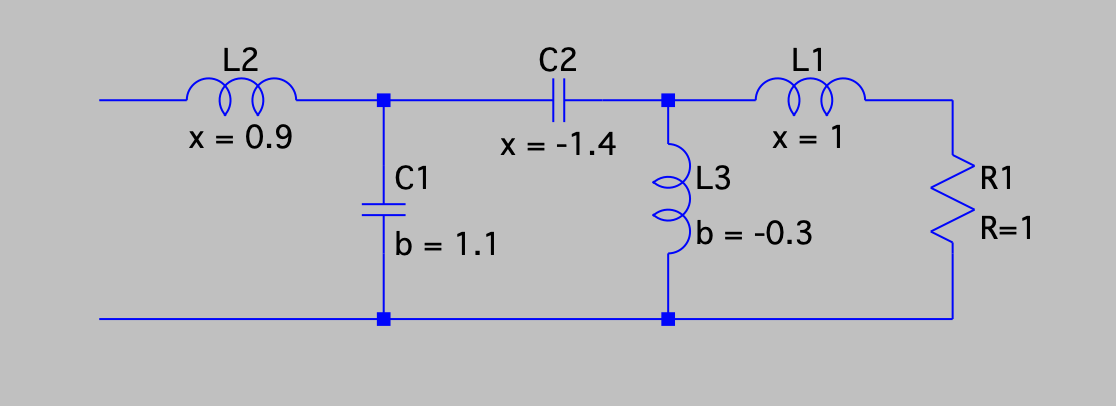 L2
x = 0.9
C1
b = 1.1
C2
x = -1.4
L3
b = -0.3
L1
x = 1
R1
R=1